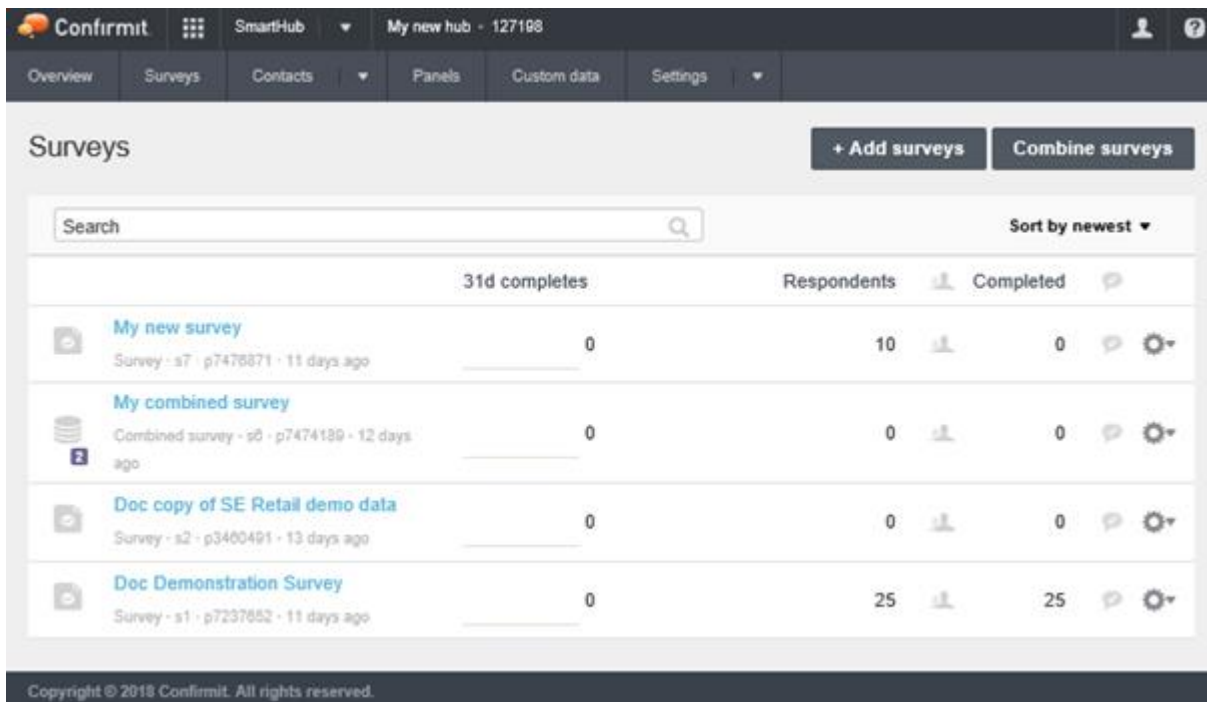 Confirmit SmartHub My new hub - 127198
Overview Surveys Contacts Panels Custom data Settings
Surveys + Add surveys Combine surveys
Search Sort by newest
31d completes Respondents Completed
My new survey
Survey - s7 - p7476871 - 11 days ago 0 10 0
My combined survey
Combined survey - s6 - p7474189 - 12 days 0 0 0
ago
2
Doc copy of SE Retail demo data
Survey - s2 - p3460491 - 13 days ago 0 0 0
Doc Demonstration Survey
Survey - s1 - p7237652 - 11 days ago 0 25 25
Copyright © 2018 Confirmit. All rights reserved.